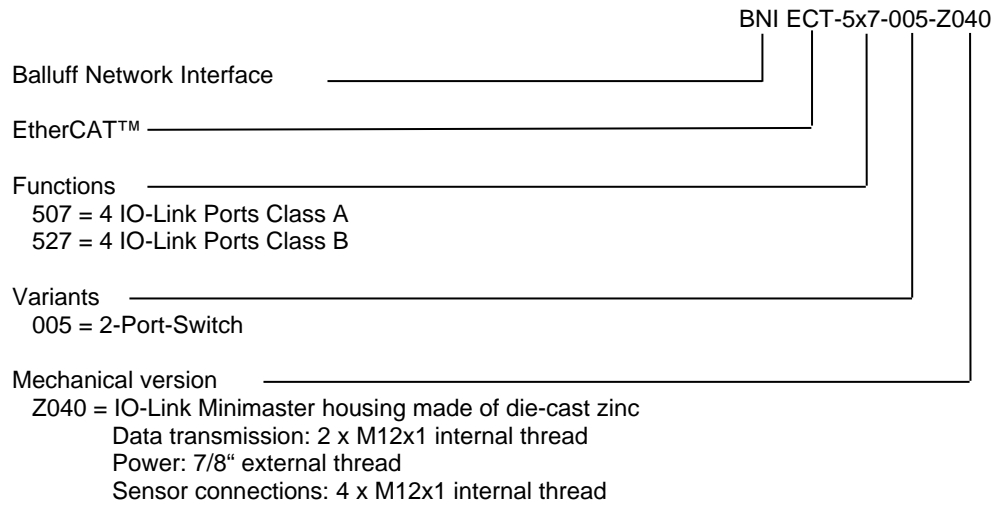 BNI ECT-5x7-005-Z040
Balluff Network Interface
EtherCAT™
Functions
507 = 4 IO-Link Ports Class A
527 = 4 IO-Link Ports Class B
Variants
005 = 2-Port-Switch
Mechanical version
Z040 = IO-Link Minimaster housing made of die-cast zinc
Data transmission: 2 x M12x1 internal thread
Power: 7/8“ external thread
Sensor connections: 4 x M12x1 internal thread